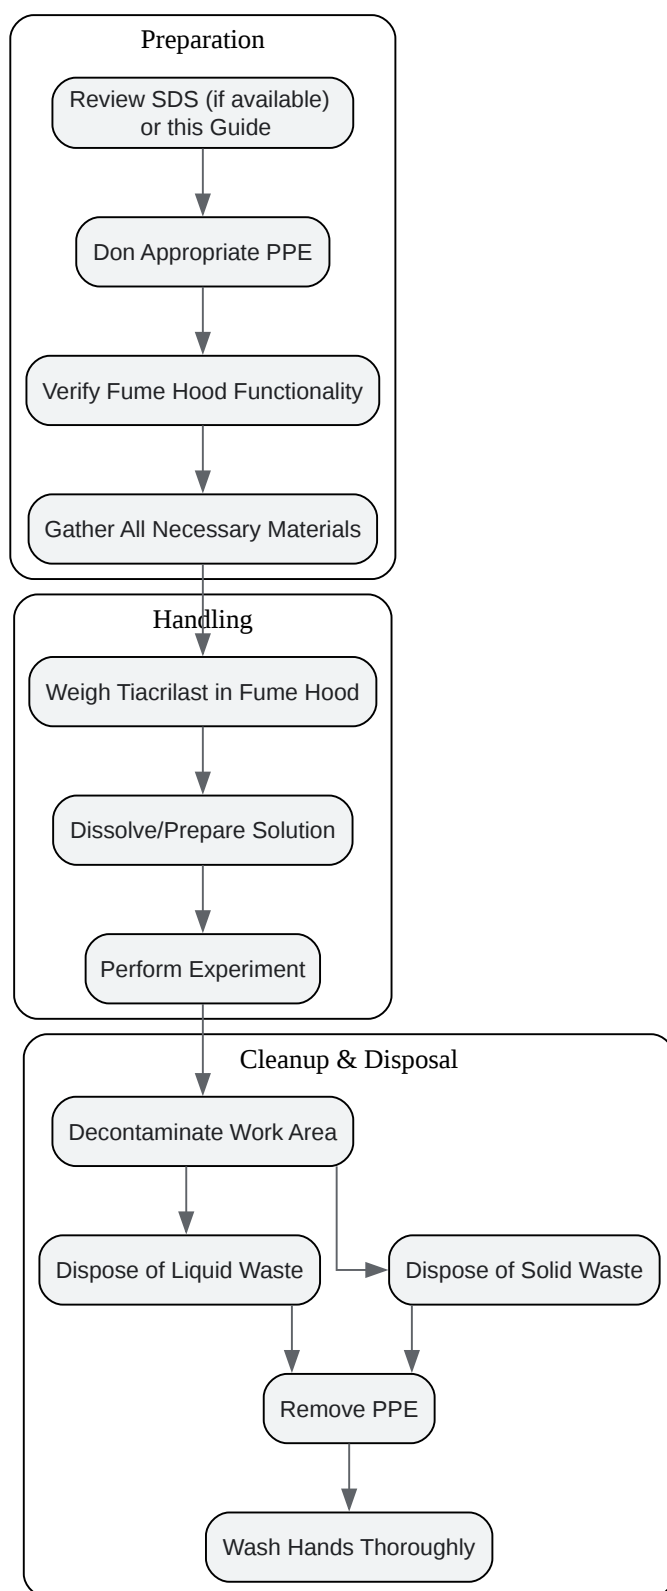 Preparation
Review SDS (if available)
or this Guide
Don Appropriate PPE
Verify Fume Hood Functionality
Gather All Necessary Materials
Handling
Weigh Tiacrilast in Fume Hood
Dissolve/Prepare Solution
Perform Experiment
Cleanup & Disposal
Decontaminate Work Area
Dispose of Liquid Waste
Dispose of Solid Waste
Remove PPE
Wash Hands Thoroughly